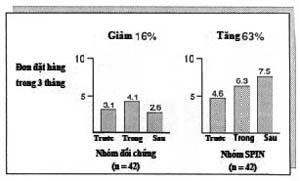 Giảm 16%
Tăng 63%
Đơn đặt hàng
trong 3 tháng
10
5
3.1
4.1
2.6
Trước Trong Sau
Nhóm đối chứng
(n = 42)
10
5
4.6
6.3
7.5
Trước Trong Sau
Nhóm SPIN
(n = 42)